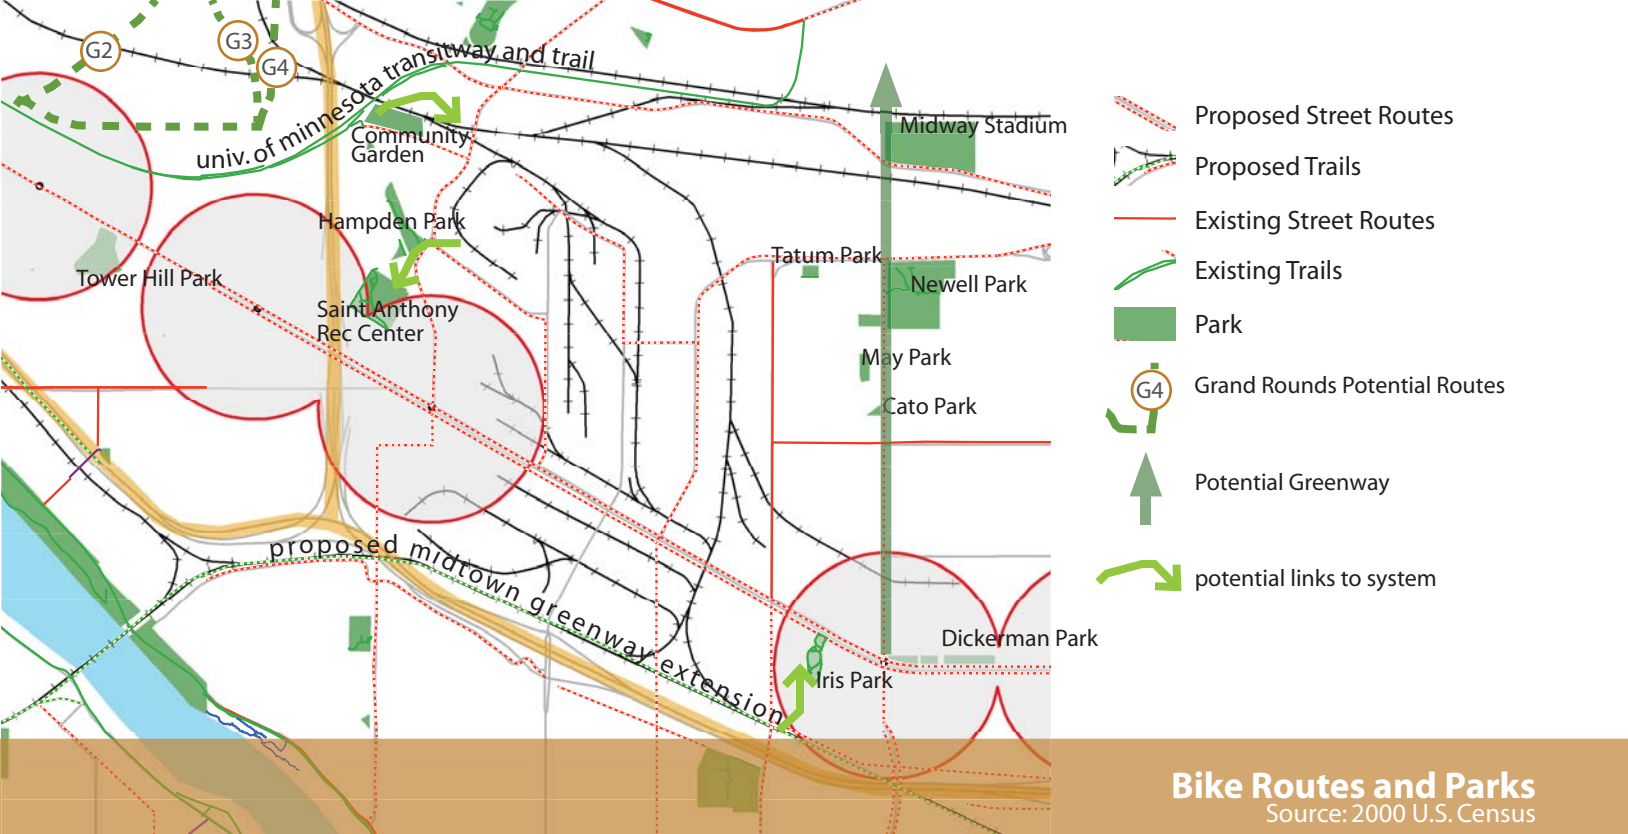 G2
G3
G4
univ. of minnesota transitway and trail
Community
Garden
Midway Stadium
Hampden Park
Tower Hill Park
Tatum Park
Newell Park
Saint Anthony
Rec Center
May Park
Cato Park
proposed midtown greenway extension
Dickerman Park
Iris Park
Proposed Street Routes
Proposed Trails
Existing Street Routes
Existing Trails
Park
G4
Grand Rounds Potential Routes
Potential Greenway
potential links to system
Bike Routes and Parks
Source: 2000 U.S. Census